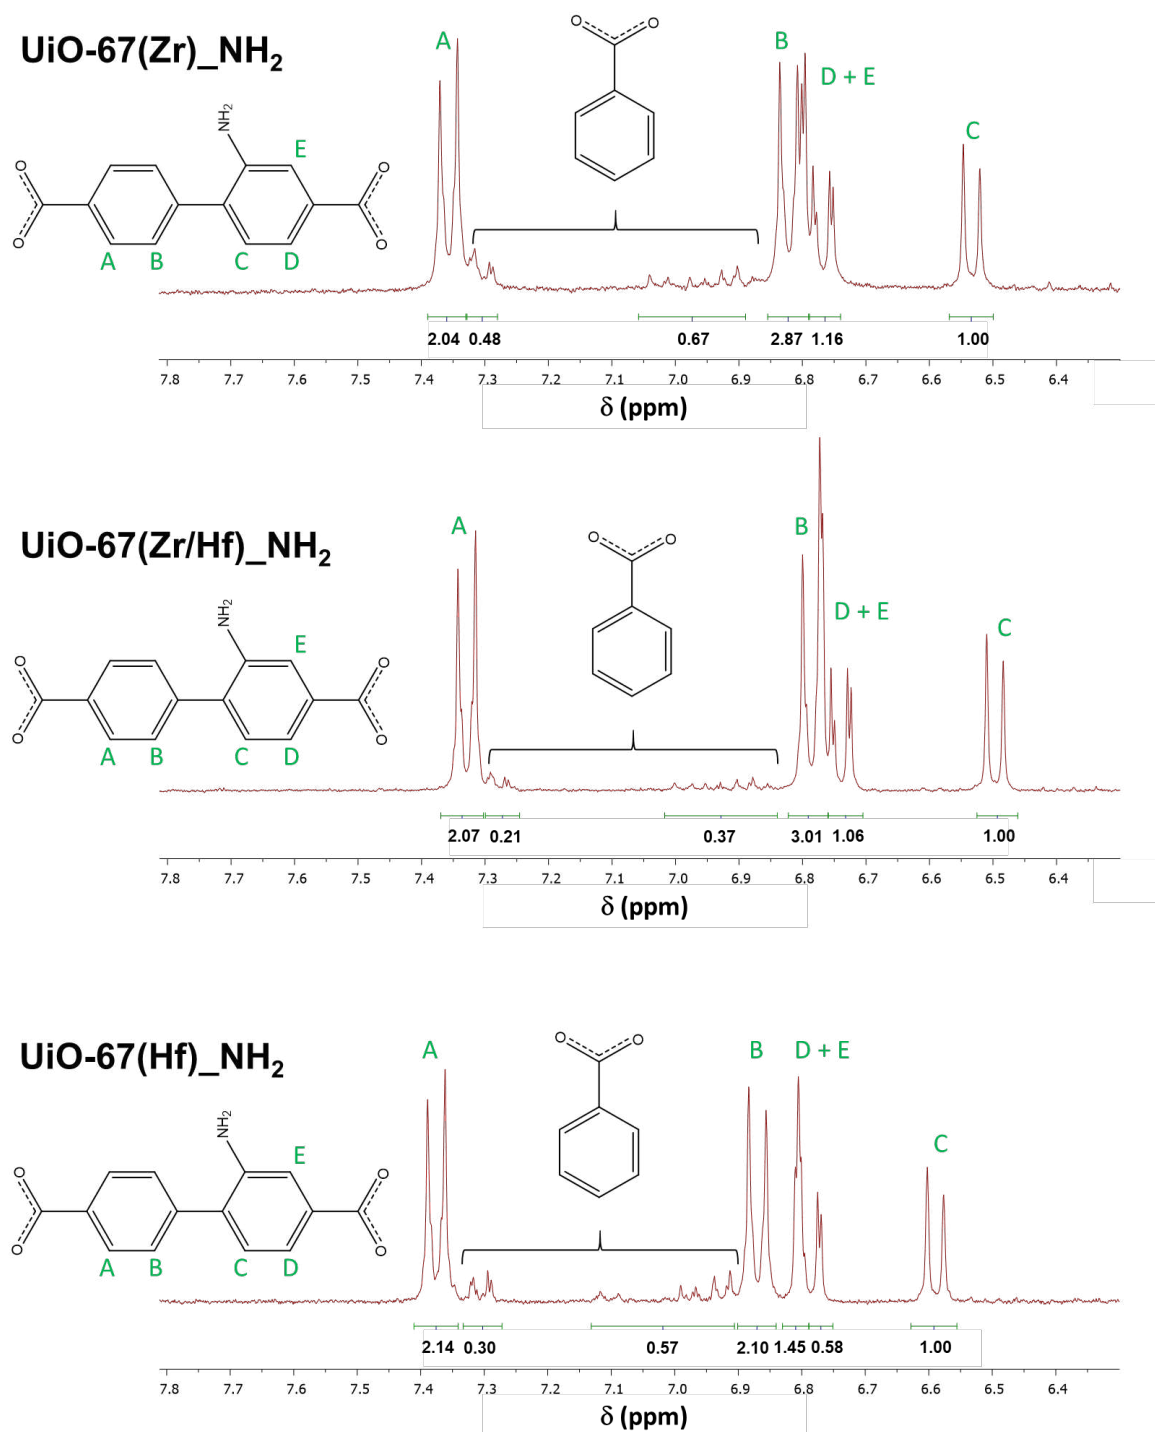 UiO-67(Zr)_NH2
A
B
D + E
C
O O
NH2
E
O O
O O
A B C D
2.04 0.48 0.67 2.87 1.16 1.00
7.8 7.7 7.6 7.5 7.4 7.3 7.2 7.1 7.0 6.9 6.8 6.7 6.6 6.5 6.4
δ (ppm)
UiO-67(Zr/Hf)_NH2
A
B
D + E
C
O O
NH2
E
O O
O O
A B C D
2.07 0.21 0.37 3.01 1.06 1.00
7.8 7.7 7.6 7.5 7.4 7.3 7.2 7.1 7.0 6.9 6.8 6.7 6.6 6.5 6.4
δ (ppm)
UiO-67(Hf)_NH2
A
B
D + E
C
O O
NH2
E
O O
O O
A B C D
2.14 0.30 0.57 2.10 1.45 0.58 1.00
7.8 7.7 7.6 7.5 7.4 7.3 7.2 7.1 7.0 6.9 6.8 6.7 6.6 6.5 6.4
δ (ppm)